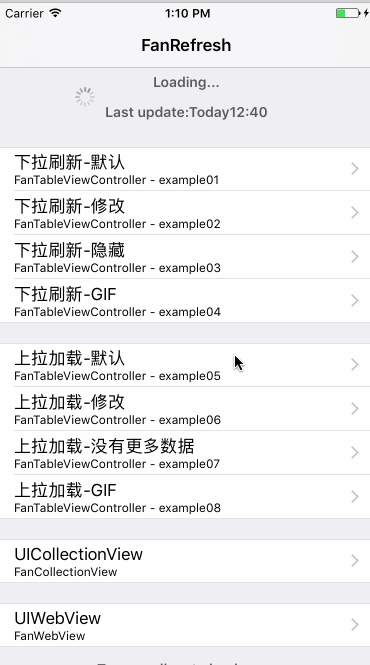 Carrier 1:10 PM
FanRefresh
Loading...
Last update:Today12:40
下拉刷新-默认
FanTableViewController - example01
下拉刷新-修改
FanTableViewController - example02
下拉刷新-隐藏
FanTableViewController - example03
下拉刷新-GIF
FanTableViewController - example04
上拉加载-默认
FanTableViewController - example05
上拉加载-修改
FanTableViewController - example06
上拉加载-没有更多数据
FanTableViewController - example07
上拉加载-GIF
FanTableViewController - example08
UICollectionView
FanCollectionView
UIWebView
FanWebView